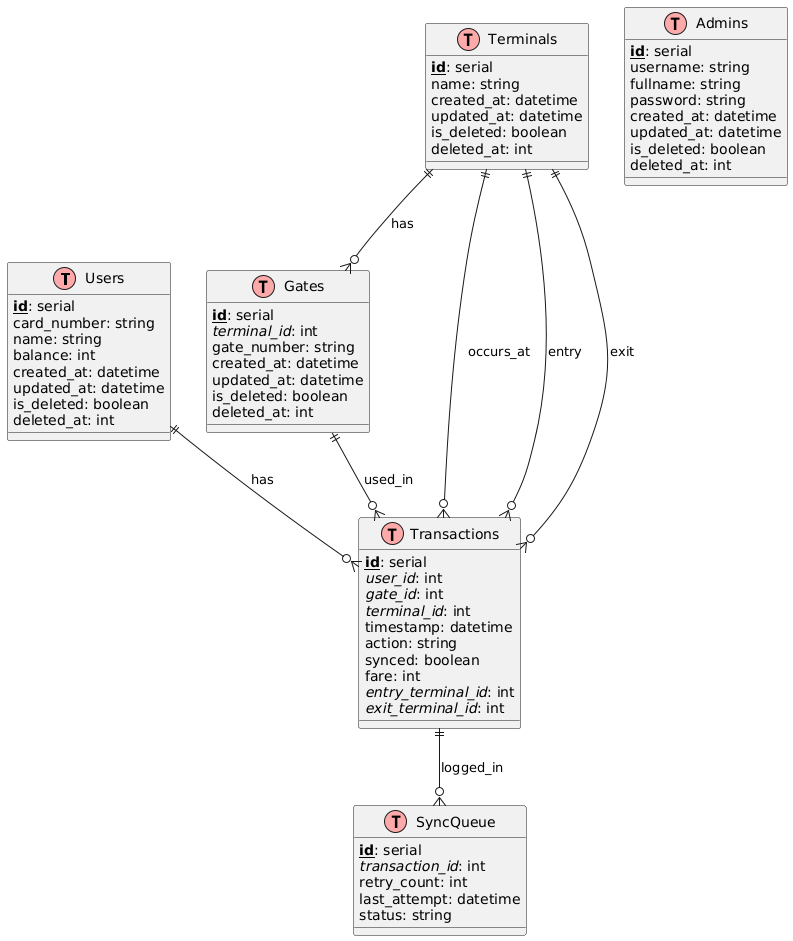 T Terminals
id: serial
name: string
created_at: datetime
updated_at: datetime
is_deleted: boolean
deleted_at: int
T Admins
id: serial
username: string
fullname: string
password: string
created_at: datetime
updated_at: datetime
is_deleted: boolean
deleted_at: int
has
T Users
id: serial
card_number: string
name: string
balance: int
created_at: datetime
updated_at: datetime
is_deleted: boolean
deleted_at: int
T Gates
id: serial
terminal_id: int
gate_number: string
created_at: datetime
updated_at: datetime
is_deleted: boolean
deleted_at: int
occurs_at
entry
exit
has
used_in
T Transactions
id: serial
user_id: int
gate_id: int
terminal_id: int
timestamp: datetime
action: string
synced: boolean
fare: int
entry_terminal_id: int
exit_terminal_id: int
logged_in
T SyncQueue
id: serial
transaction_id: int
retry_count: int
last_attempt: datetime
status: string